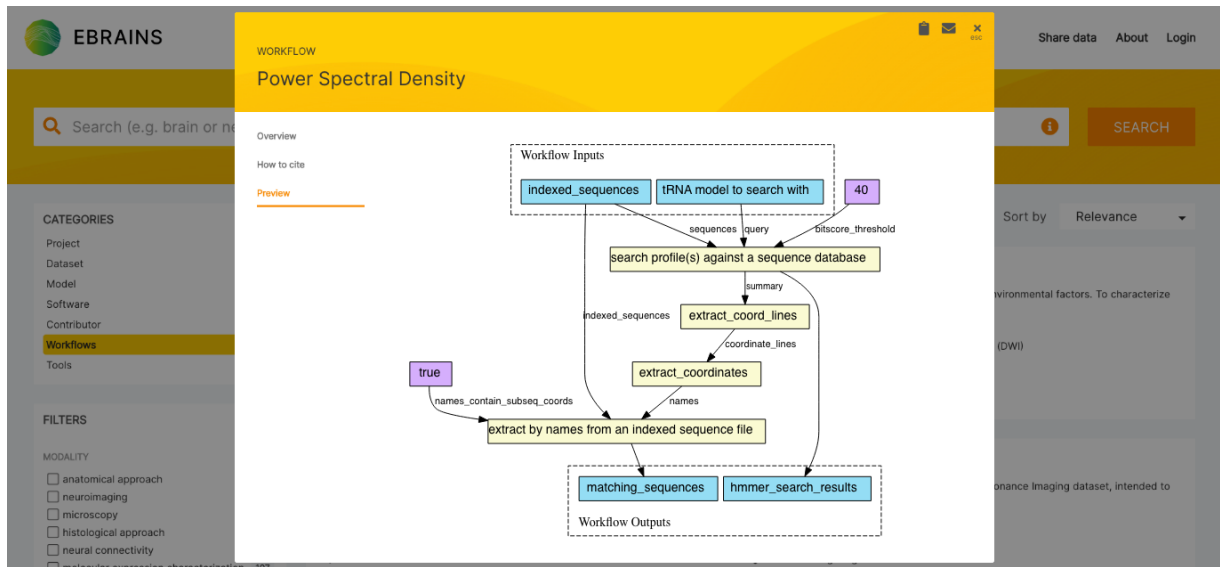 EBRAINS
Share data About Login
esc
WORKFLOW
Power Spectral Density
Search (e.g. brain or ne
SEARCH
Overview
How to cite
Preview
CATEGORIES
Project
Dataset
Model
Software
Contributor
Workflows
Tools
FILTERS
MODALITY
anatomical approach
neuroimaging
microscopy
histological approach
neural connectivity
Sort by Relevance
Workflow Inputs
indexed_sequences tRNA model to search with 40
sequences query bitscore_threshold
search profile(s) against a sequence database
summary
indexed_sequences extract_coord_lines
coordinate_lines
true extract_coordinates
names_contain_subseq_coords names
extract by names from an indexed sequence file
matching_sequences hmmer_search_results
Workflow Outputs
nvironmental factors. To characterize
(DWI)
onance Imaging dataset, intended to